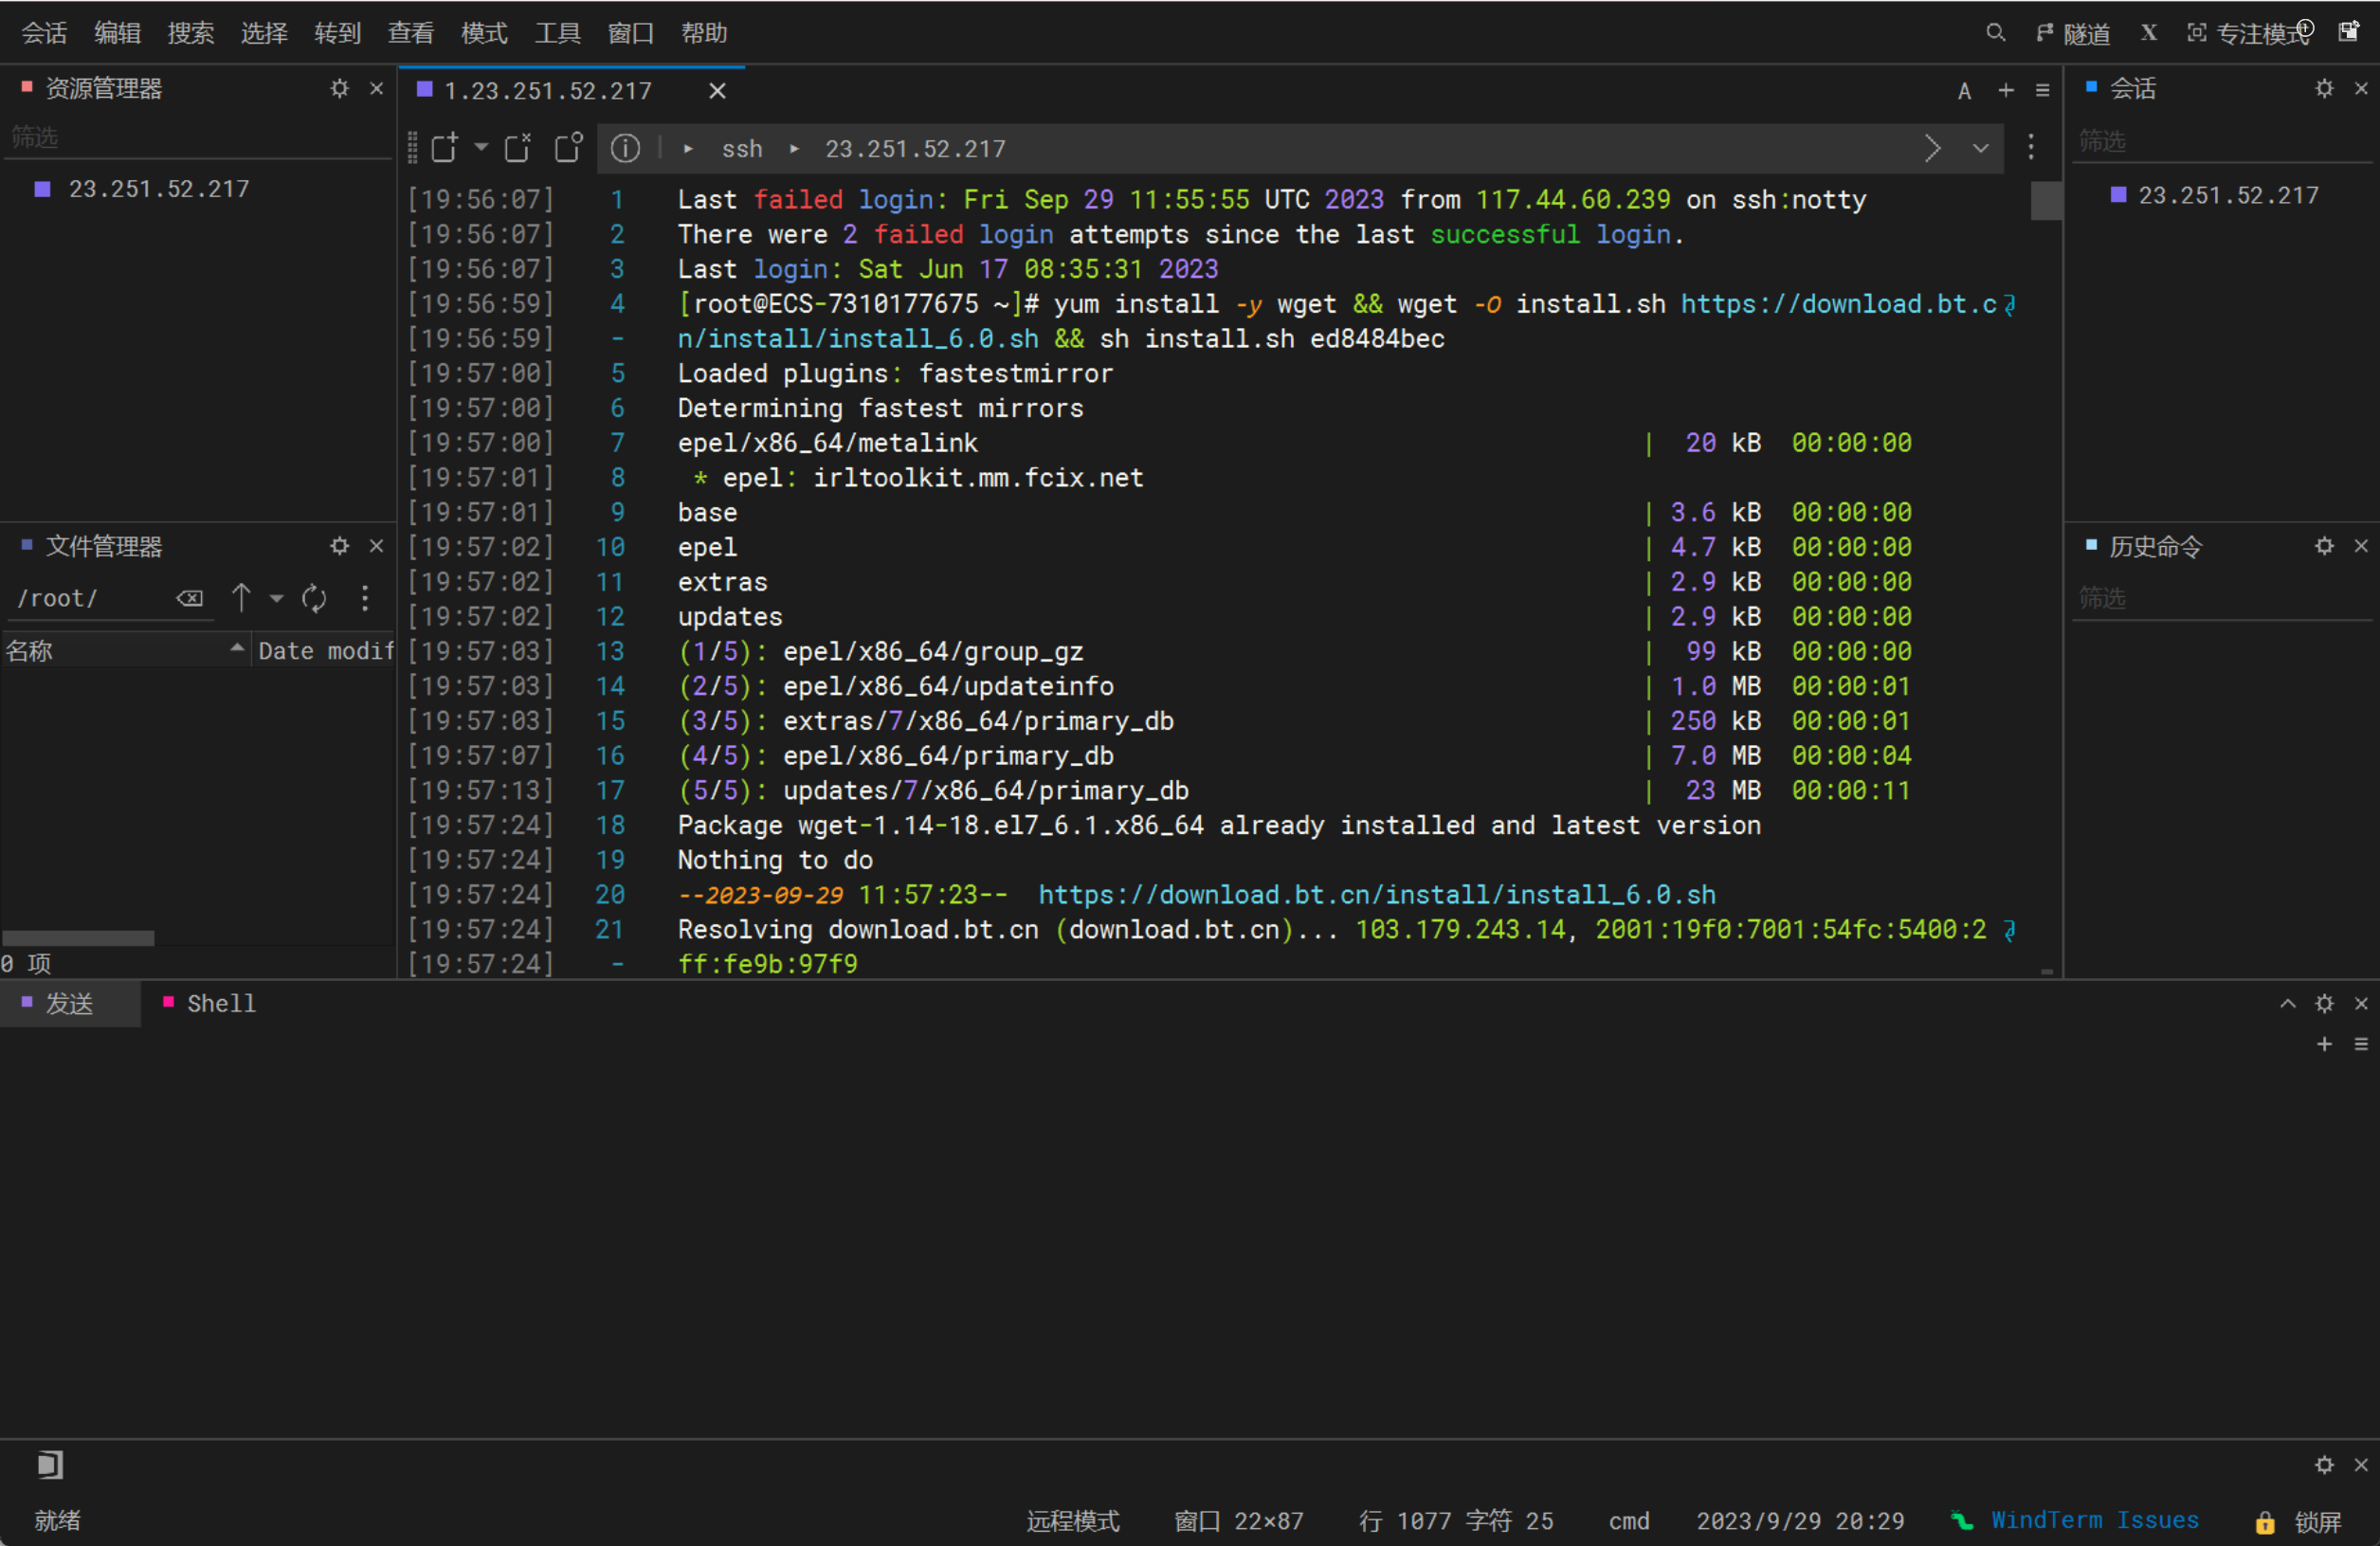 会话 编辑 搜索 选择 转到 查看 模式 工具 窗口 帮助 隧道 X 专注模式
资源管理器
筛选
23.251.52.217
文件管理器
/root/
名称 Date modif
0 项
1.23.251.52.217 A
ssh 23.251.52.217
[19:56:07] 1 Last failed login: Fri Sep 29 11:55:55 UTC 2023 from 117.44.60.239 on ssh:notty
[19:56:07] 2 There were 2 failed login attempts since the last successful login.
[19:56:07] 3 Last login: Sat Jun 17 08:35:31 2023
[19:56:59] 4 [root@ECS-7310177675 ~]# yum install -y wget && wget -O install.sh https://download.bt.c
[19:56:59] - n/install/install_6.0.sh && sh install.sh ed8484bec
[19:57:00] 5 Loaded plugins: fastestmirror
[19:57:00] 6 Determining fastest mirrors
[19:57:00] 7 epel/x86_64/metalink | 20 kB 00:00:00
[19:57:01] 8 * epel: irltoolkit.mm.fcix.net
[19:57:01] 9 base | 3.6 kB 00:00:00
[19:57:02] 10 epel | 4.7 kB 00:00:00
[19:57:02] 11 extras | 2.9 kB 00:00:00
[19:57:02] 12 updates | 2.9 kB 00:00:00
[19:57:03] 13 (1/5): epel/x86_64/group_gz | 99 kB 00:00:00
[19:57:03] 14 (2/5): epel/x86_64/updateinfo | 1.0 MB 00:00:01
[19:57:03] 15 (3/5): extras/7/x86_64/primary_db | 250 kB 00:00:01
[19:57:07] 16 (4/5): epel/x86_64/primary_db | 7.0 MB 00:00:04
[19:57:13] 17 (5/5): updates/7/x86_64/primary_db | 23 MB 00:00:11
[19:57:24] 18 Package wget-1.14-18.el7_6.1.x86_64 already installed and latest version
[19:57:24] 19 Nothing to do
[19:57:24] 20 --2023-09-29 11:57:23-- https://download.bt.cn/install/install_6.0.sh
[19:57:24] 21 Resolving download.bt.cn (download.bt.cn)... 103.179.243.14, 2001:19f0:7001:54fc:5400:2
[19:57:24] - ff:fe9b:97f9
会话
筛选
23.251.52.217
历史命令
筛选
发送 Shell
就绪 远程模式 窗口 22×87 行 1077 字符 25 cmd 2023/9/29 20:29 WindTerm Issues 锁屏